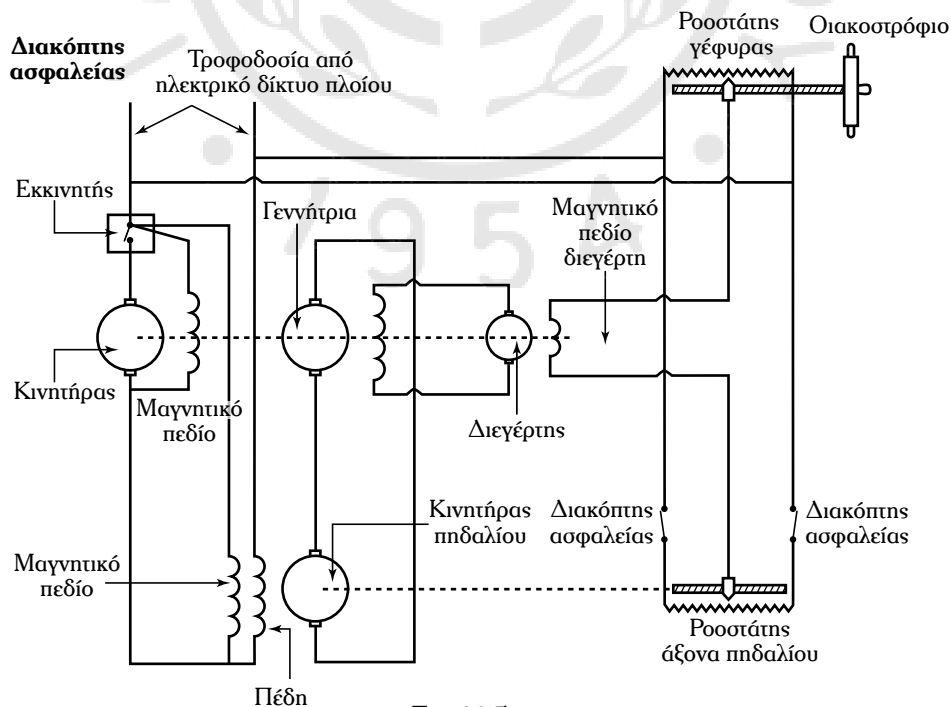 Διακόπτης
ασφαλείας
Τροφοδοσία από
ηλεκτρικό δίκτυο πλοίου
Ροοστάτης
γέφυρας
Οιακοστρόφιο
Εκκινητής
Γεννήτρια
Μαγνητικό
πεδίο
διεγέρτη
Κινητήρας
Μαγνητικό
πεδίο
Διεγέρτης
Κινητήρας
πηδαλίου
Διακόπτης
ασφαλείας
Διακόπτης
ασφαλείας
Μαγνητικό
πεδίο
Ροοστάτης
άξονα πηδαλίου
Πέδη
195